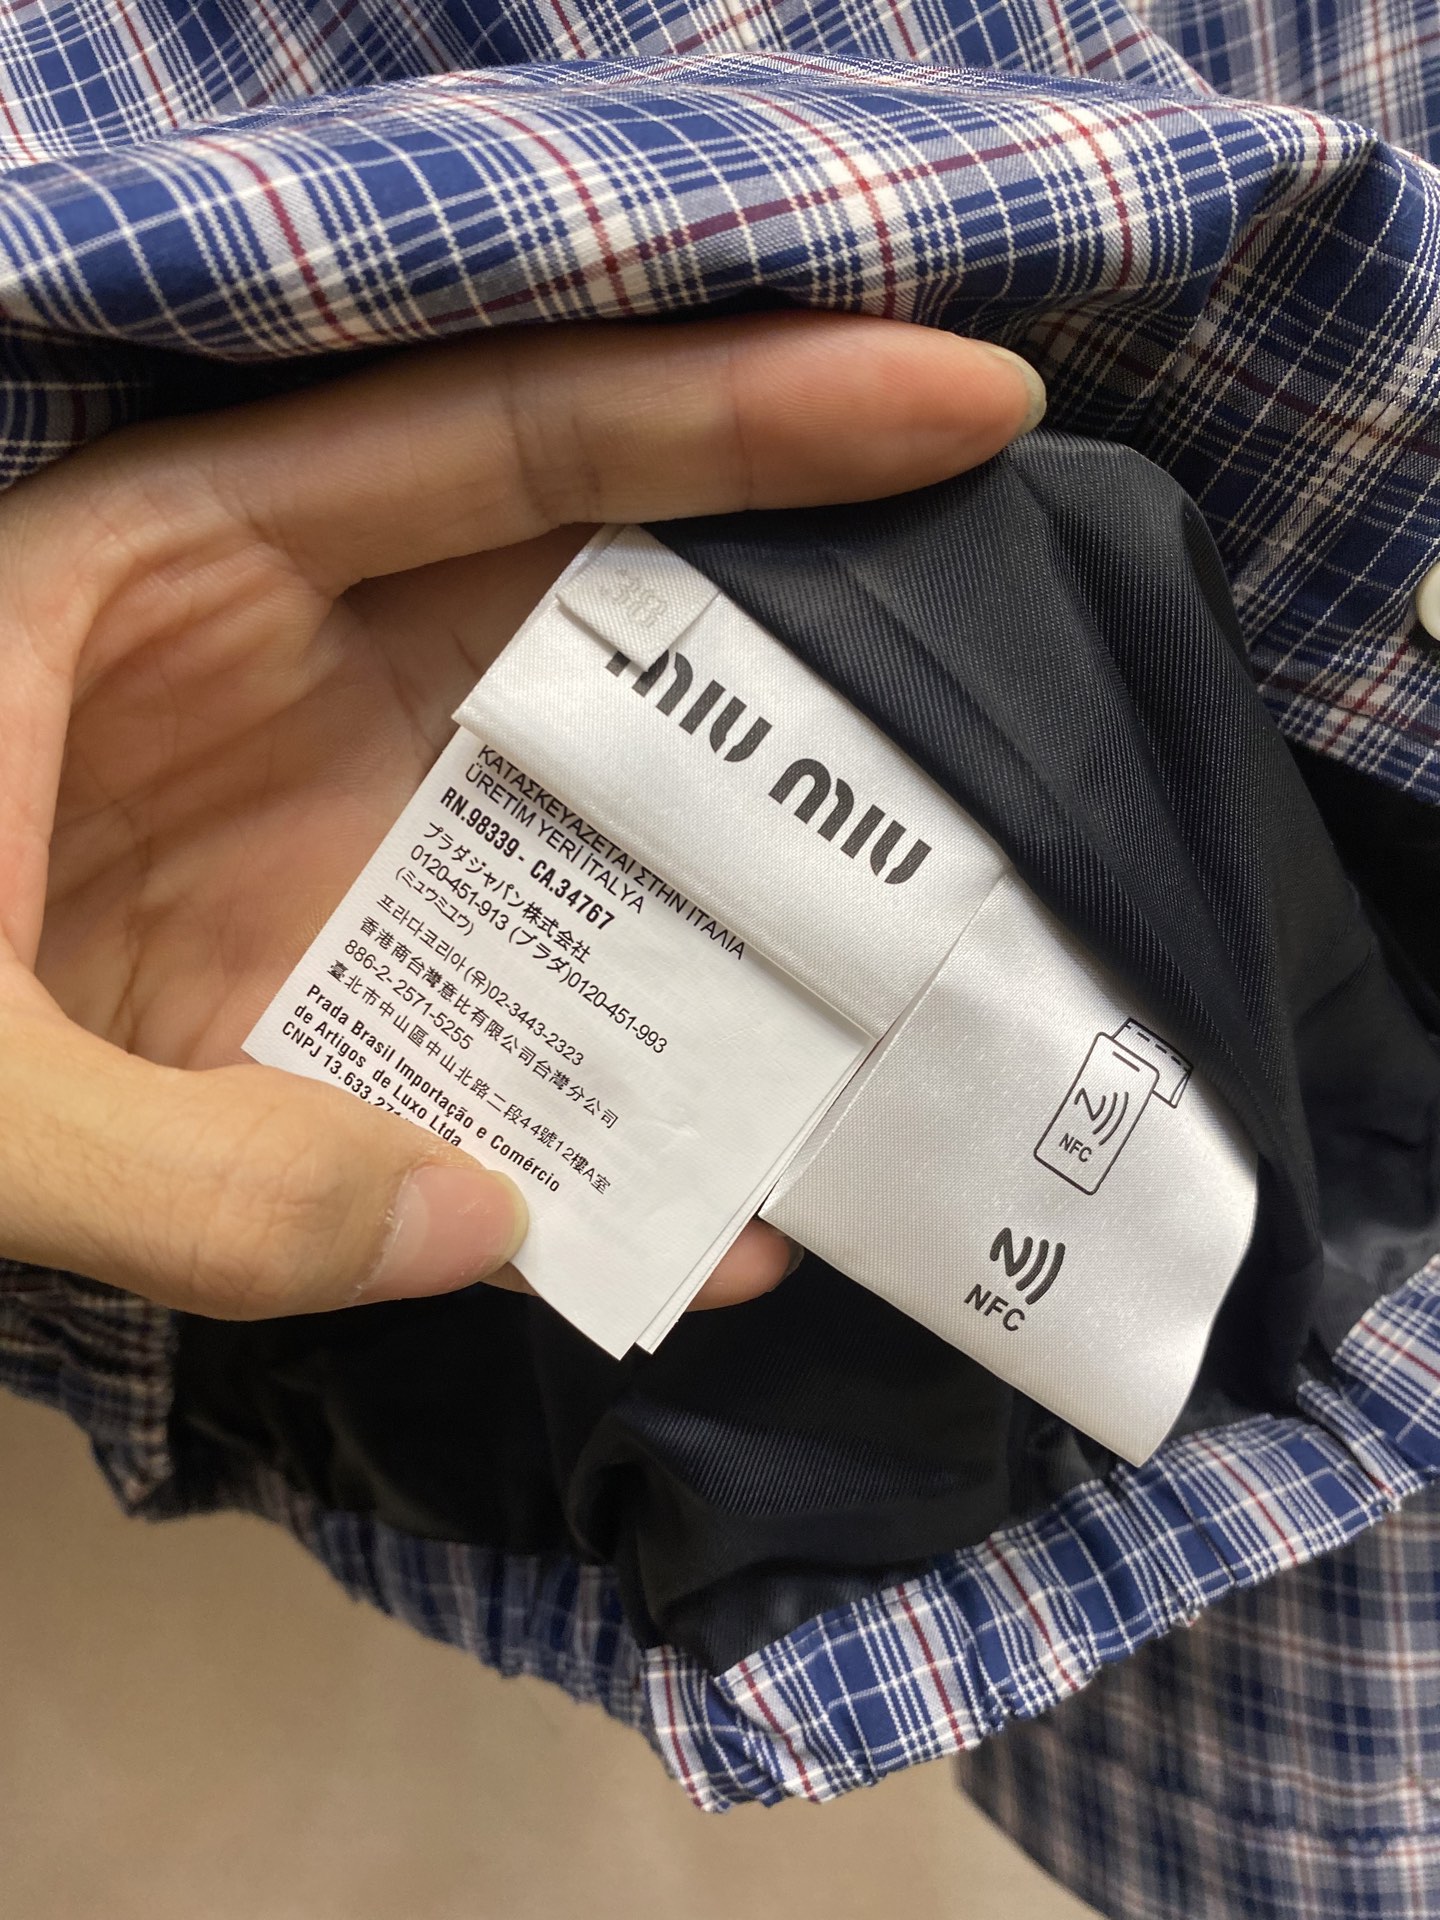 miu miu
ΚΑΤΑΣΚΕΥΑΖΕΤΑΙ ΣΤΗΝ ΙΤΑΛΙΑ
ÜRETİM YERİ İTALYA
RN.98339 - CA.34767
プラダジャパン株式会社
0120-451-913 (プラダ)0120-451-993
(ミュウミュウ)
프라다코리아(유)02-3443-2323
香港商台灣意比有限公司台灣分公司
886-2- 2571-5255
臺北市中山區中山北路二段44號12樓A室
Prada Brasil Importação e Comércio
de Artigos de Luxo Ltda
CNPJ 13.633.27
NFC
NFC